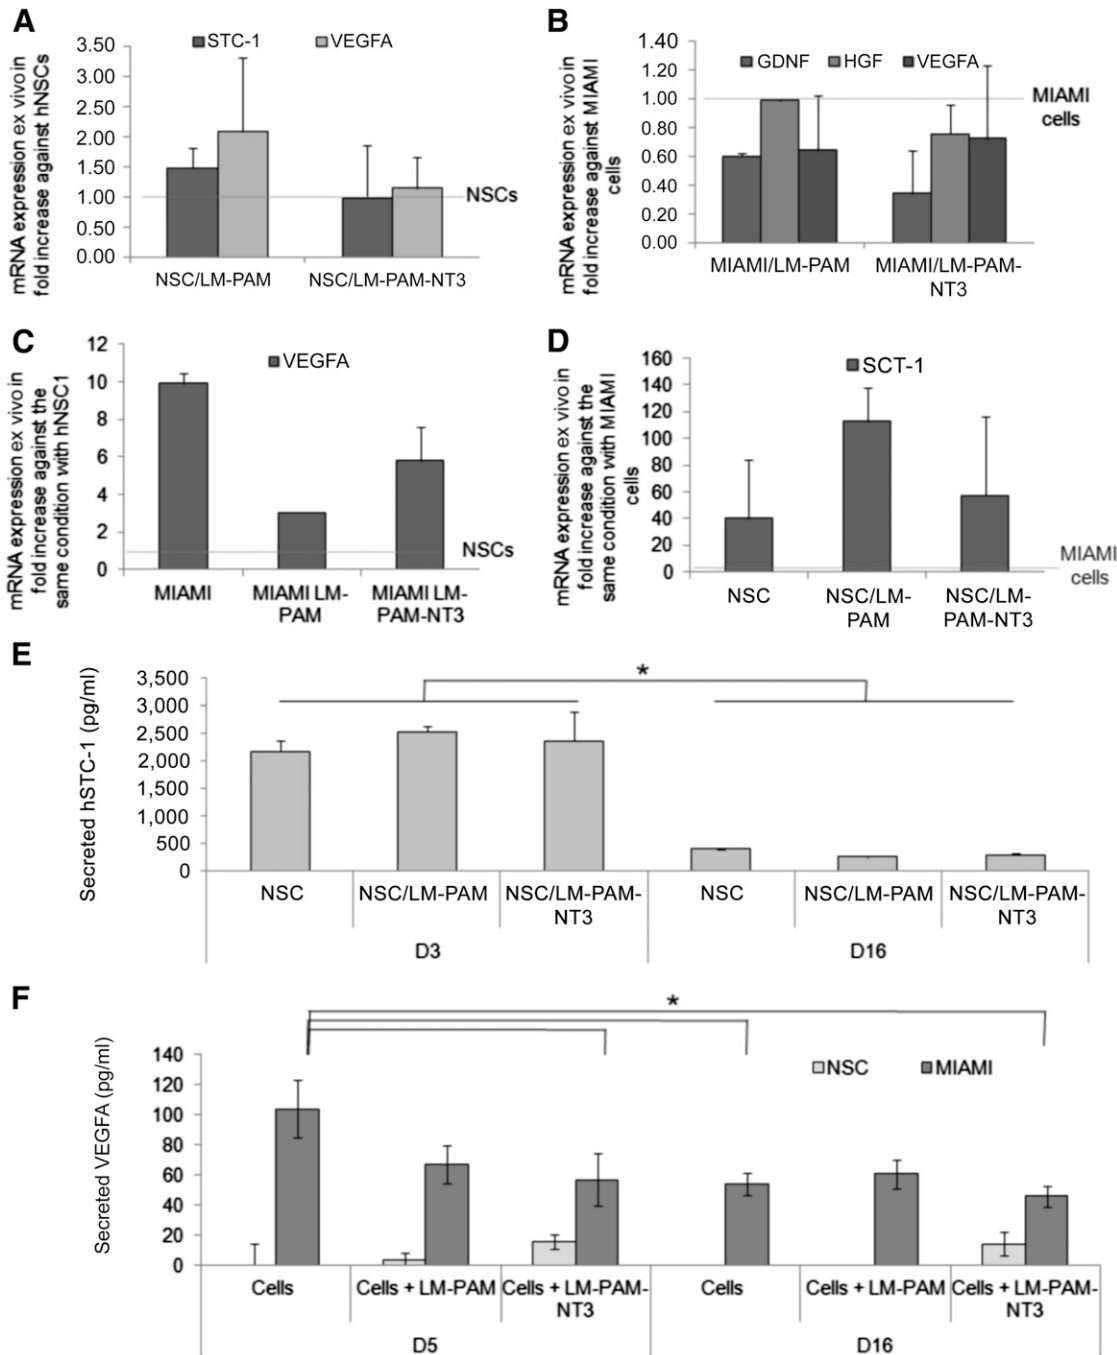 A
mRNA expression ex vivo in
fold increase against hNSCs
STC-1 VEGFA
3.50
3.00
2.50
2.00
1.50
1.00
0.50
0.00
NSCs
NSC/LM-PAM NSC/LM-PAM-NT3
B
mRNA expression ex vivo in
fold increase against MIAMI
cells
1.40
1.20
1.00
0.80
0.60
0.40
0.20
0.00
GDNF HGF VEGFA
MIAMI
cells
MIAMI/LM-PAM MIAMI/LM-PAM-
NT3
C
mRNA expression ex vivo in
fold increase against the
same condition with hNSC1
12
10
8
6
4
2
0
VEGFA
NSCs
MIAMI MIAMI LM-
PAM MIAMI LM-
PAM-NT3
D
mRNA expression ex vivo in
fold increase against the
same condition with MIAMI
cells
160
140
120
100
80
60
40
20
0
SCT-1
MIAMI
cells
NSC NSC/LM-
PAM NSC/LM-
PAM-NT3
E
Secreted hSTC-1 (pg/ml)
3,500
3,000
2,500
2,000
1,500
1,000
500
0
*
NSC NSC/LM-PAM NSC/LM-PAM-
NT3 NSC NSC/LM-PAM NSC/LM-PAM-
NT3
D3 D16
F
Secreted VEGFA (pg/ml)
140
120
100
80
60
40
20
0
*
NSC MIAMI
Cells Cells + LM-PAM Cells + LM-PAM-
NT3 Cells Cells + LM-PAM Cells + LM-PAM-
NT3
D5 D16